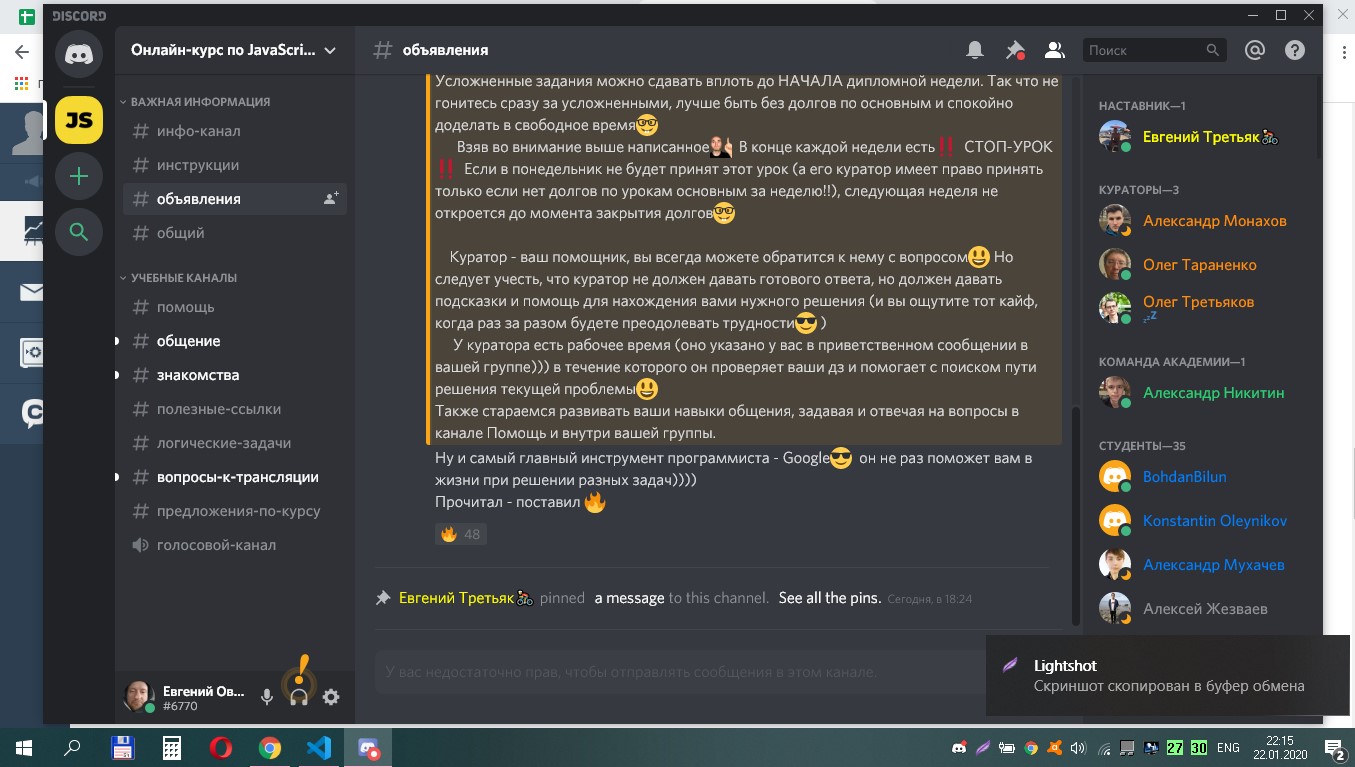 DISCORD
Онлайн-курс по JavaScri...
объявления
Поиск
ВАЖНАЯ ИНФОРМАЦИЯ
инфо-канал
инструкции
объявления
общий
УЧЕБНЫЕ КАНАЛЫ
помощь
общение
знакомства
полезные-ссылки
логические-задачи
вопросы-к-трансляции
предложения-по-курсу
голосовой-канал
Евгений Ов...
#6770
JS
Усложненные задания можно сдавать вплоть до НАЧАЛА дипломной недели. Так что не
гонитесь сразу за усложненными, лучше быть без долгов по основным и спокойно
доделать в свободное время🤓
Взяв во внимание выше написанное В конце каждой недели есть‼ СТОП-УРОК
‼ Если в понедельник не будет принят этот урок (а его куратор имеет право принять
только если нет долгов по урокам основным за неделю!!), следующая неделя не
откроется до момента закрытия долгов🤓
Куратор - ваш помощник, вы всегда можете обратится к нему с вопросом😃 Но
следует учесть, что куратор не должен давать готового ответа, но должен давать
подсказки и помощь для нахождения вами нужного решения (и вы ощутите тот кайф,
когда раз за разом будете преодолевать трудности😎 )
У куратора есть рабочее время (оно указано у вас в приветственном сообщении в
вашей группе))) в течение которого он проверяет ваши дз и помогает с поиском пути
решения текущей проблемы😃
Также стараемся развивать ваши навыки общения, задавая и отвечая на вопросы в
канале Помощь и внутри вашей группы.
Ну и самый главный инструмент программиста - Google😎 он не раз поможет вам в
жизни при решении разных задач))))
Прочитал - поставил 🔥
🔥 48
Евгений Третьяк🚴 pinned a message to this channel. See all the pins. Сегодня, в 18:24
У вас недостаточно прав, чтобы отправлять сообщения в этом канале.
НАСТАВНИК—1
Евгений Третьяк🚴
КУРАТОРЫ—3
Александр Монахов
Олег Тараненко
Олег Третьяков
💤
КОМАНДА АКАДЕМИИ—1
Александр Никитин
СТУДЕНТЫ—35
BohdanBilun
Konstantin Oleynikov
Александр Мухачев
Алексей Жезваев
Lightshot
Скриншот скопирован в буфер обмена
27 30 ENG
22:15
22.01.2020
2